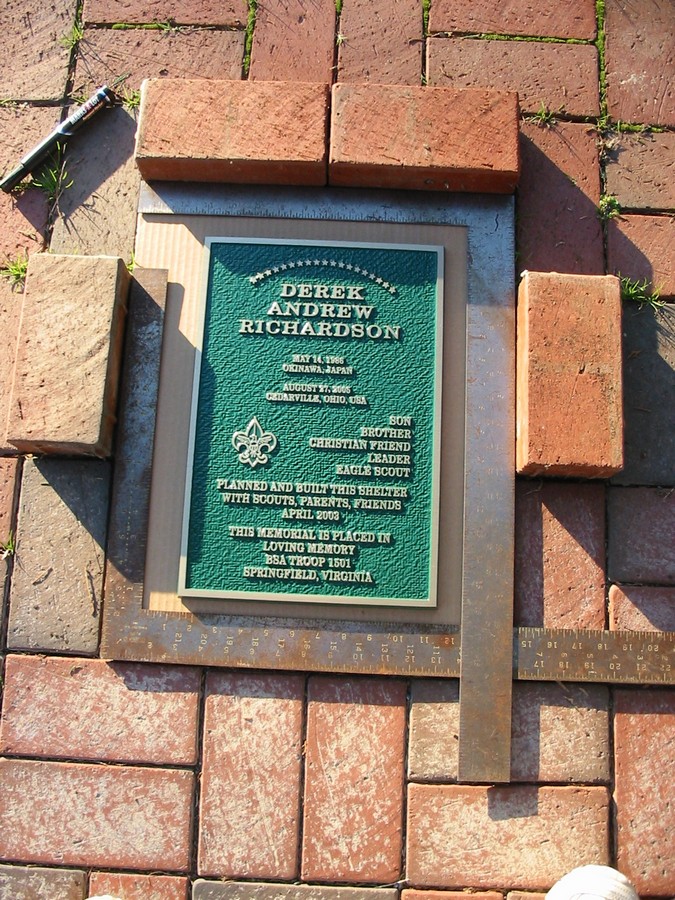 DEREK
ANDREW
RICHARDSON
MAY 14, 1986
OKINAWA, JAPAN
AUGUST 27, 2005
CEDARVILLE, OHIO, USA
SON
BROTHER
CHRISTIAN FRIEND
LEADER
EAGLE SCOUT
PLANNED AND BUILT THIS SHELTER
WITH SCOUTS, PARENTS, FRIENDS
APRIL 2003
THIS MEMORIAL IS PLACED IN
LOVING MEMORY
BSA TROOP 1501
SPRINGFIELD, VIRGINIA